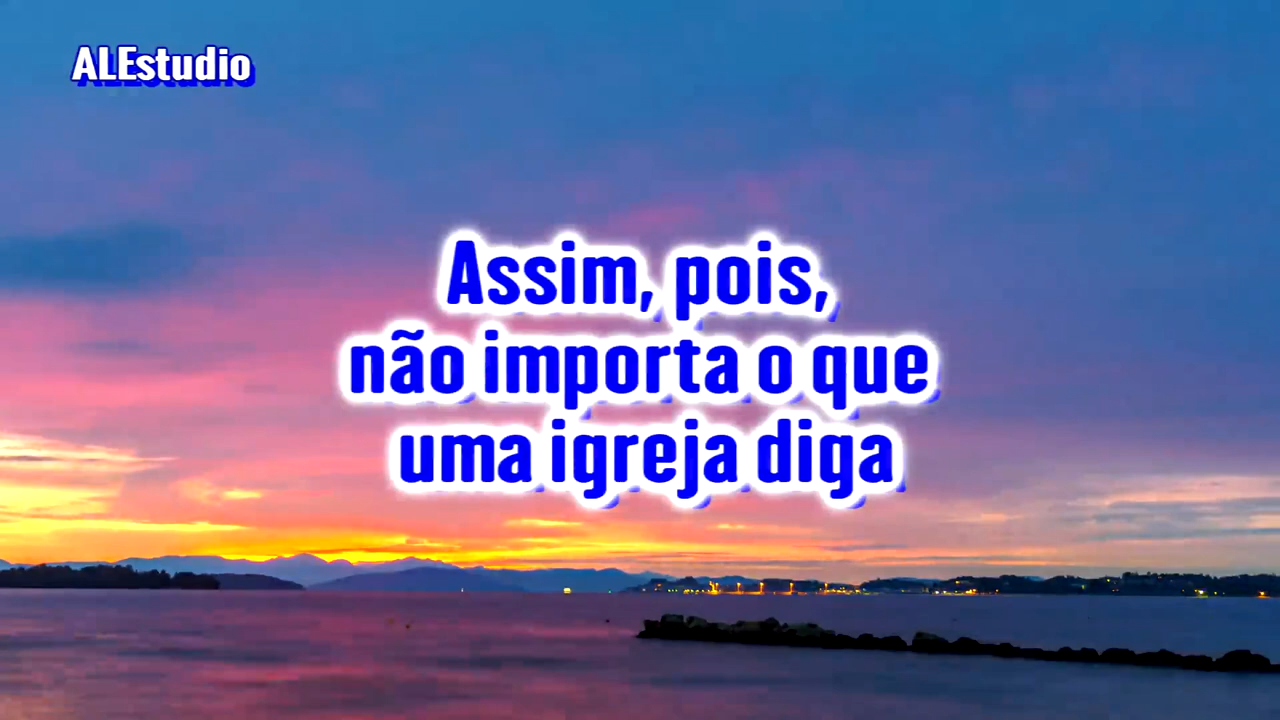 ALEstudio
Assim, pois,
não importa o que
uma igreja diga